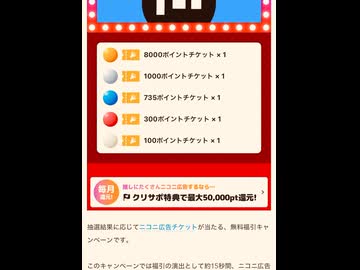 8000ポイントチケット×1
1000ポイントチケット×1
735ポイントチケット×1
300ポイントチケット×1
100ポイントチケット×1
毎月還元! 推しにたくさんニコニ広告するなら…
クリサポ特典で最大50,000pt還元!
抽選結果に応じてニコニ広告チケットが当たる、無料福引キ
ャンペーンです。
このキャンペーンでは福引の演出として約15秒間、ニコニ広告